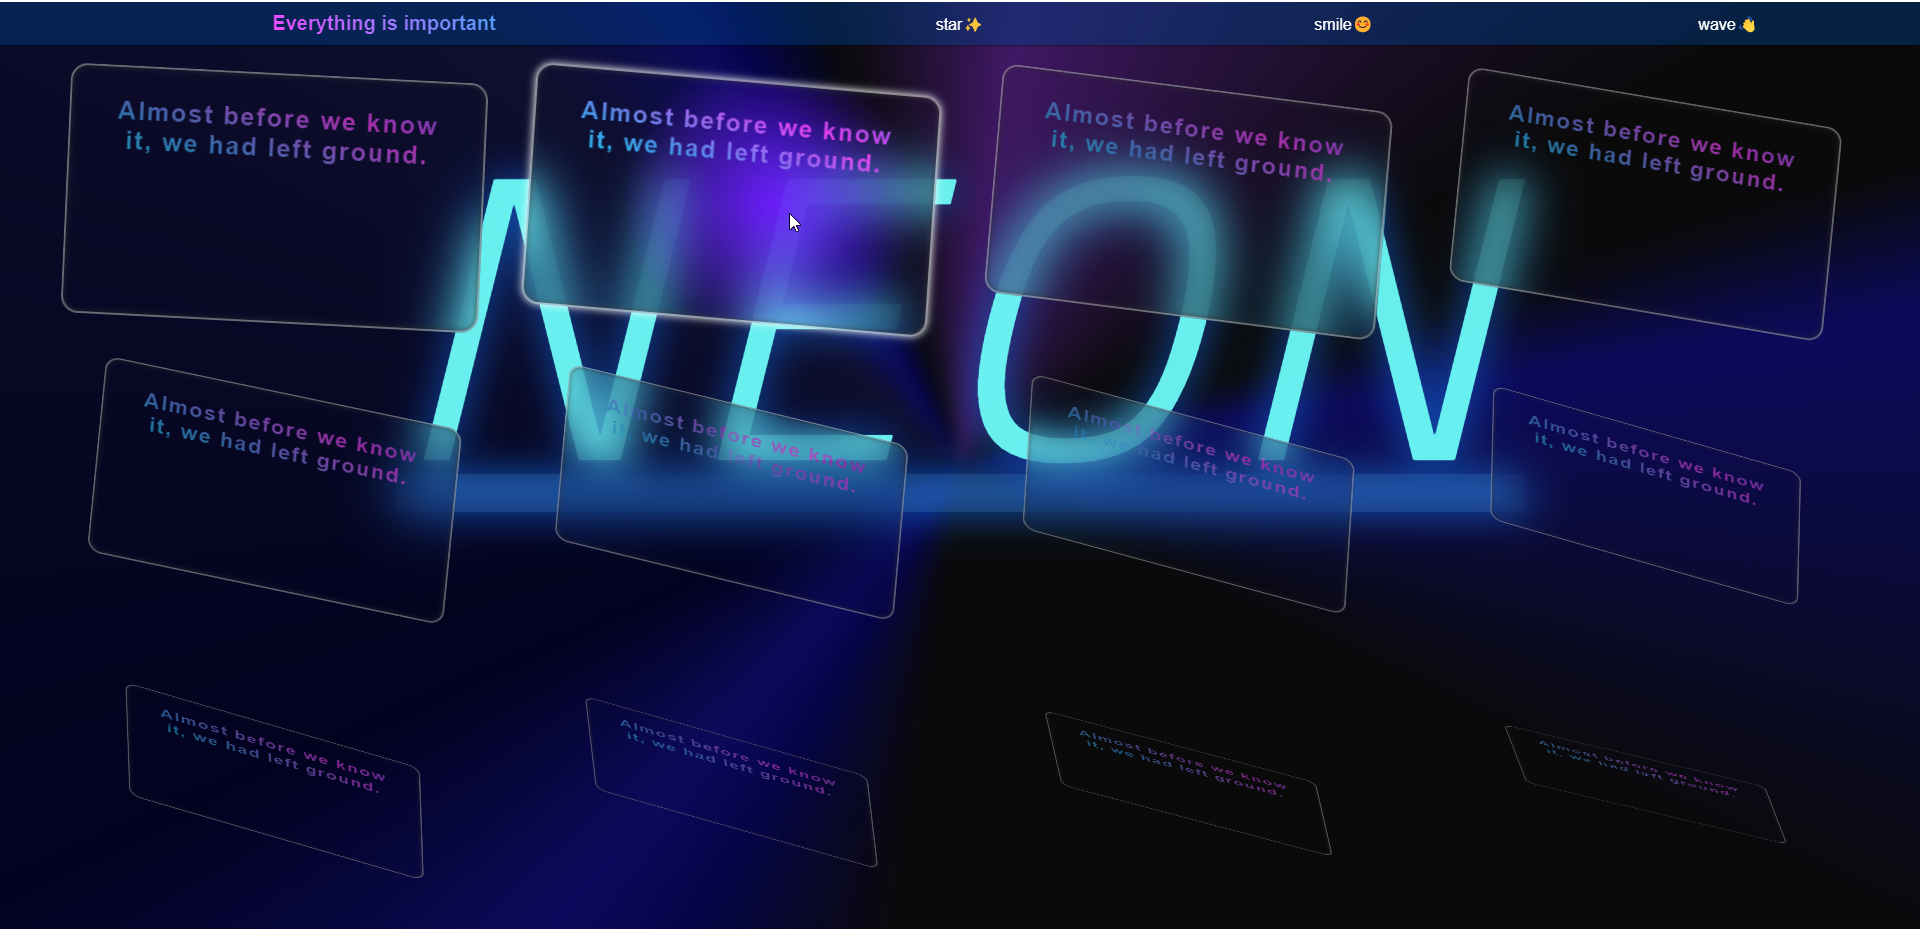 Everything is important
star✨
smile😊
wave👋
NEON
Almost before we know
it, we had left ground.
Almost before we know
it, we had left ground.
Almost before we know
it, we had left ground.
Almost before we know
it, we had left ground.
Almost before we know
it, we had left ground.
Almost before we know
it, we had left ground.
Almost before we know
it, we had left ground.
Almost before we know
it, we had left ground.
Almost before we know
it, we had left ground.
Almost before we know
it, we had left ground.
Almost before we know
it, we had left ground.
Almost before we know
it, we had left ground.